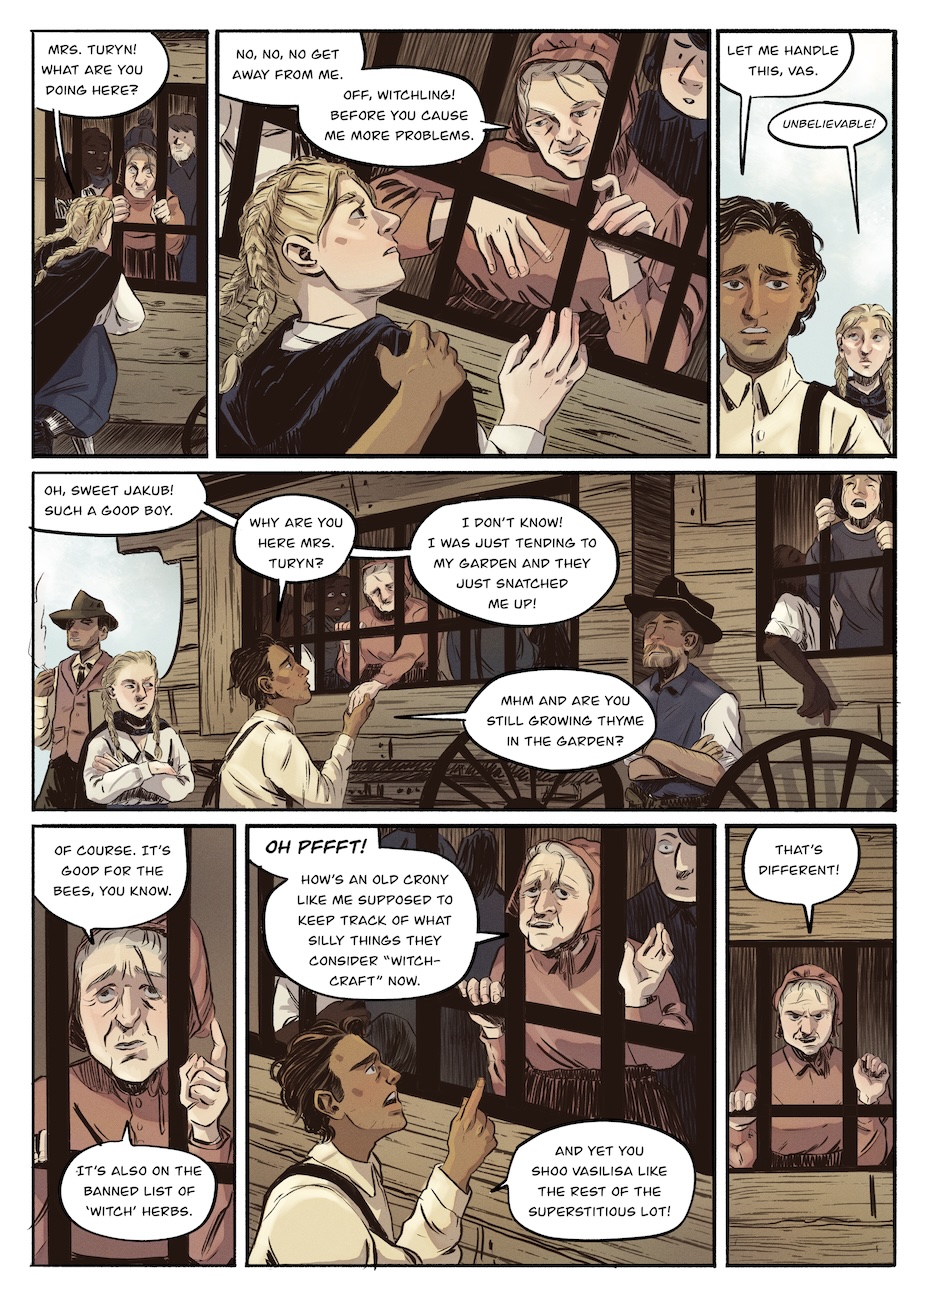 MRS. TURYN!
WHAT ARE YOU
DOING HERE?
NO, NO, NO GET
AWAY FROM ME.
OFF, WITCHLING!
BEFORE YOU CAUSE
ME MORE PROBLEMS.
LET ME HANDLE
THIS, VAS.
UNBELIEVABLE!
OH, SWEET JAKUB!
SUCH A GOOD BOY.
WHY ARE YOU
HERE MRS.
TURYN?
I DON'T KNOW!
I WAS JUST TENDING TO
MY GARDEN AND THEY
JUST SNATCHED
ME UP!
MHM AND ARE YOU
STILL GROWING THYME
IN THE GARDEN?
OF COURSE. IT'S
GOOD FOR THE
BEES, YOU KNOW.
IT'S ALSO ON THE
BANNED LIST OF
'WITCH' HERBS.
OH PFFFT!
HOW'S AN OLD CRONY
LIKE ME SUPPOSED TO
KEEP TRACK OF WHAT
SILLY THINGS THEY
CONSIDER "WITCH-
CRAFT" NOW.
AND YET YOU
SHOO VASILISA LIKE
THE REST OF THE
SUPERSTITIOUS LOT!
THAT'S
DIFFERENT!